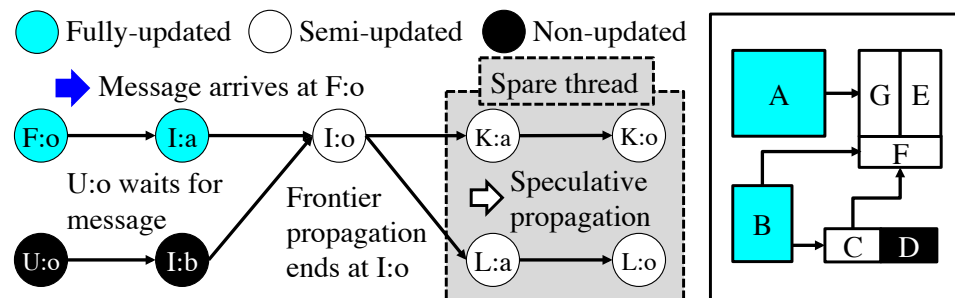 Fully-updated
Semi-updated
Non-updated
Message arrives at F:o
Spare thread
F:o
I:a
I:o
K:a
K:o
U:o waits for
message
Frontier
propagation
ends at I:o
Speculative
propagation
U:o
I:b
L:a
L:o
A
G
E
F
B
C
D